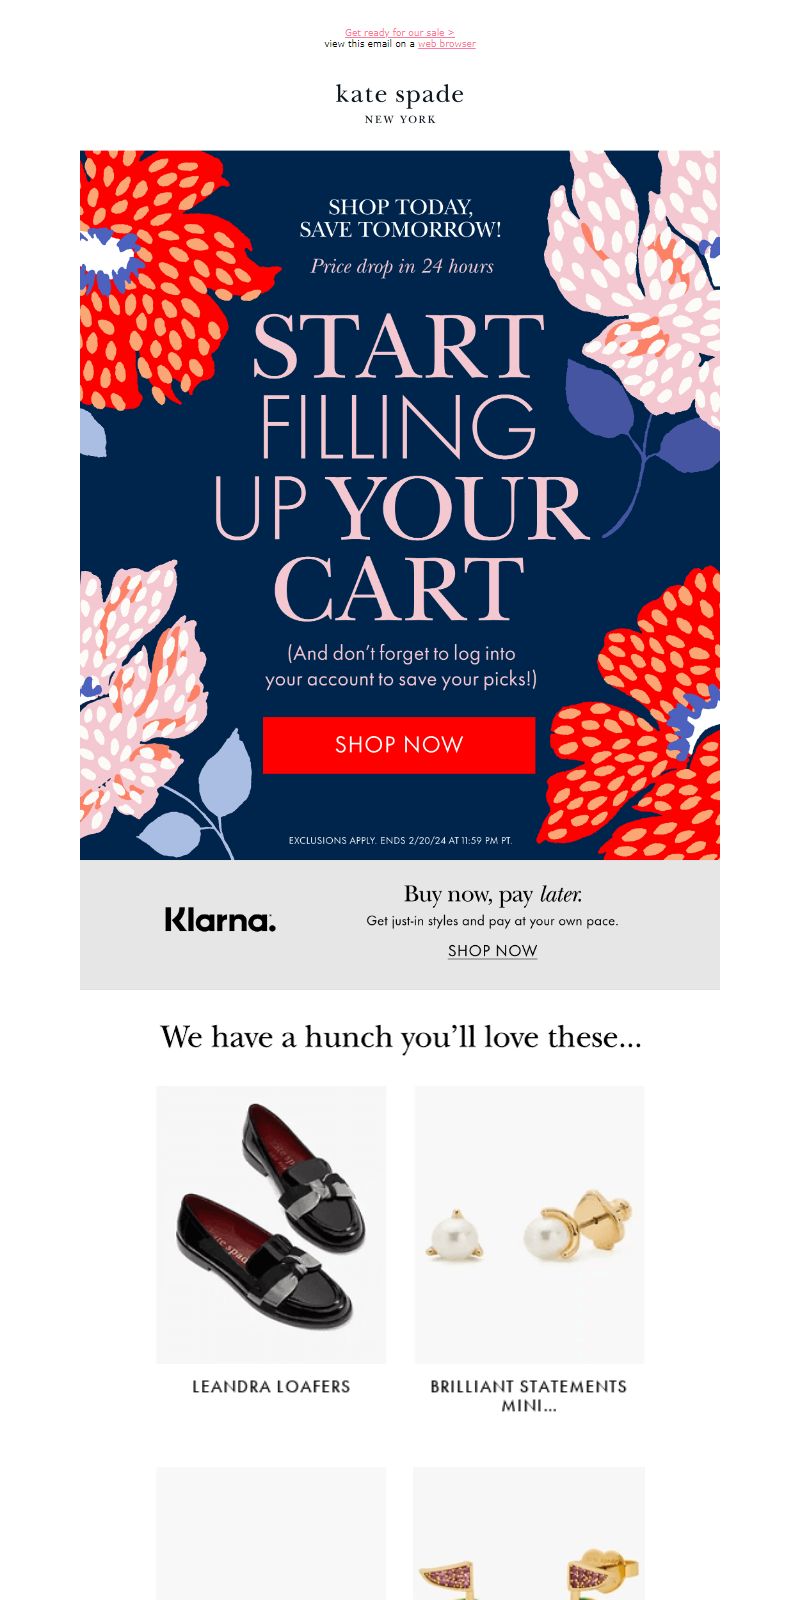 Get ready for our sale >
view this email on a web browser
kate spade
NEW YORK
SHOP TODAY,
SAVE TOMORROW!
Price drop in 24 hours
START
FILLING
UP YOUR
CART
(And don't forget to log into
your account to save your picks!)
SHOP NOW
EXCLUSIONS APPLY. ENDS 2/20/24 AT 11:59 PM PT.
Klarna.
Buy now, pay later.
Get just-in styles and pay at your own pace.
SHOP NOW
We have a hunch you'll love these...
LEANDRA LOAFERS
BRILLIANT STATEMENTS
MINI...